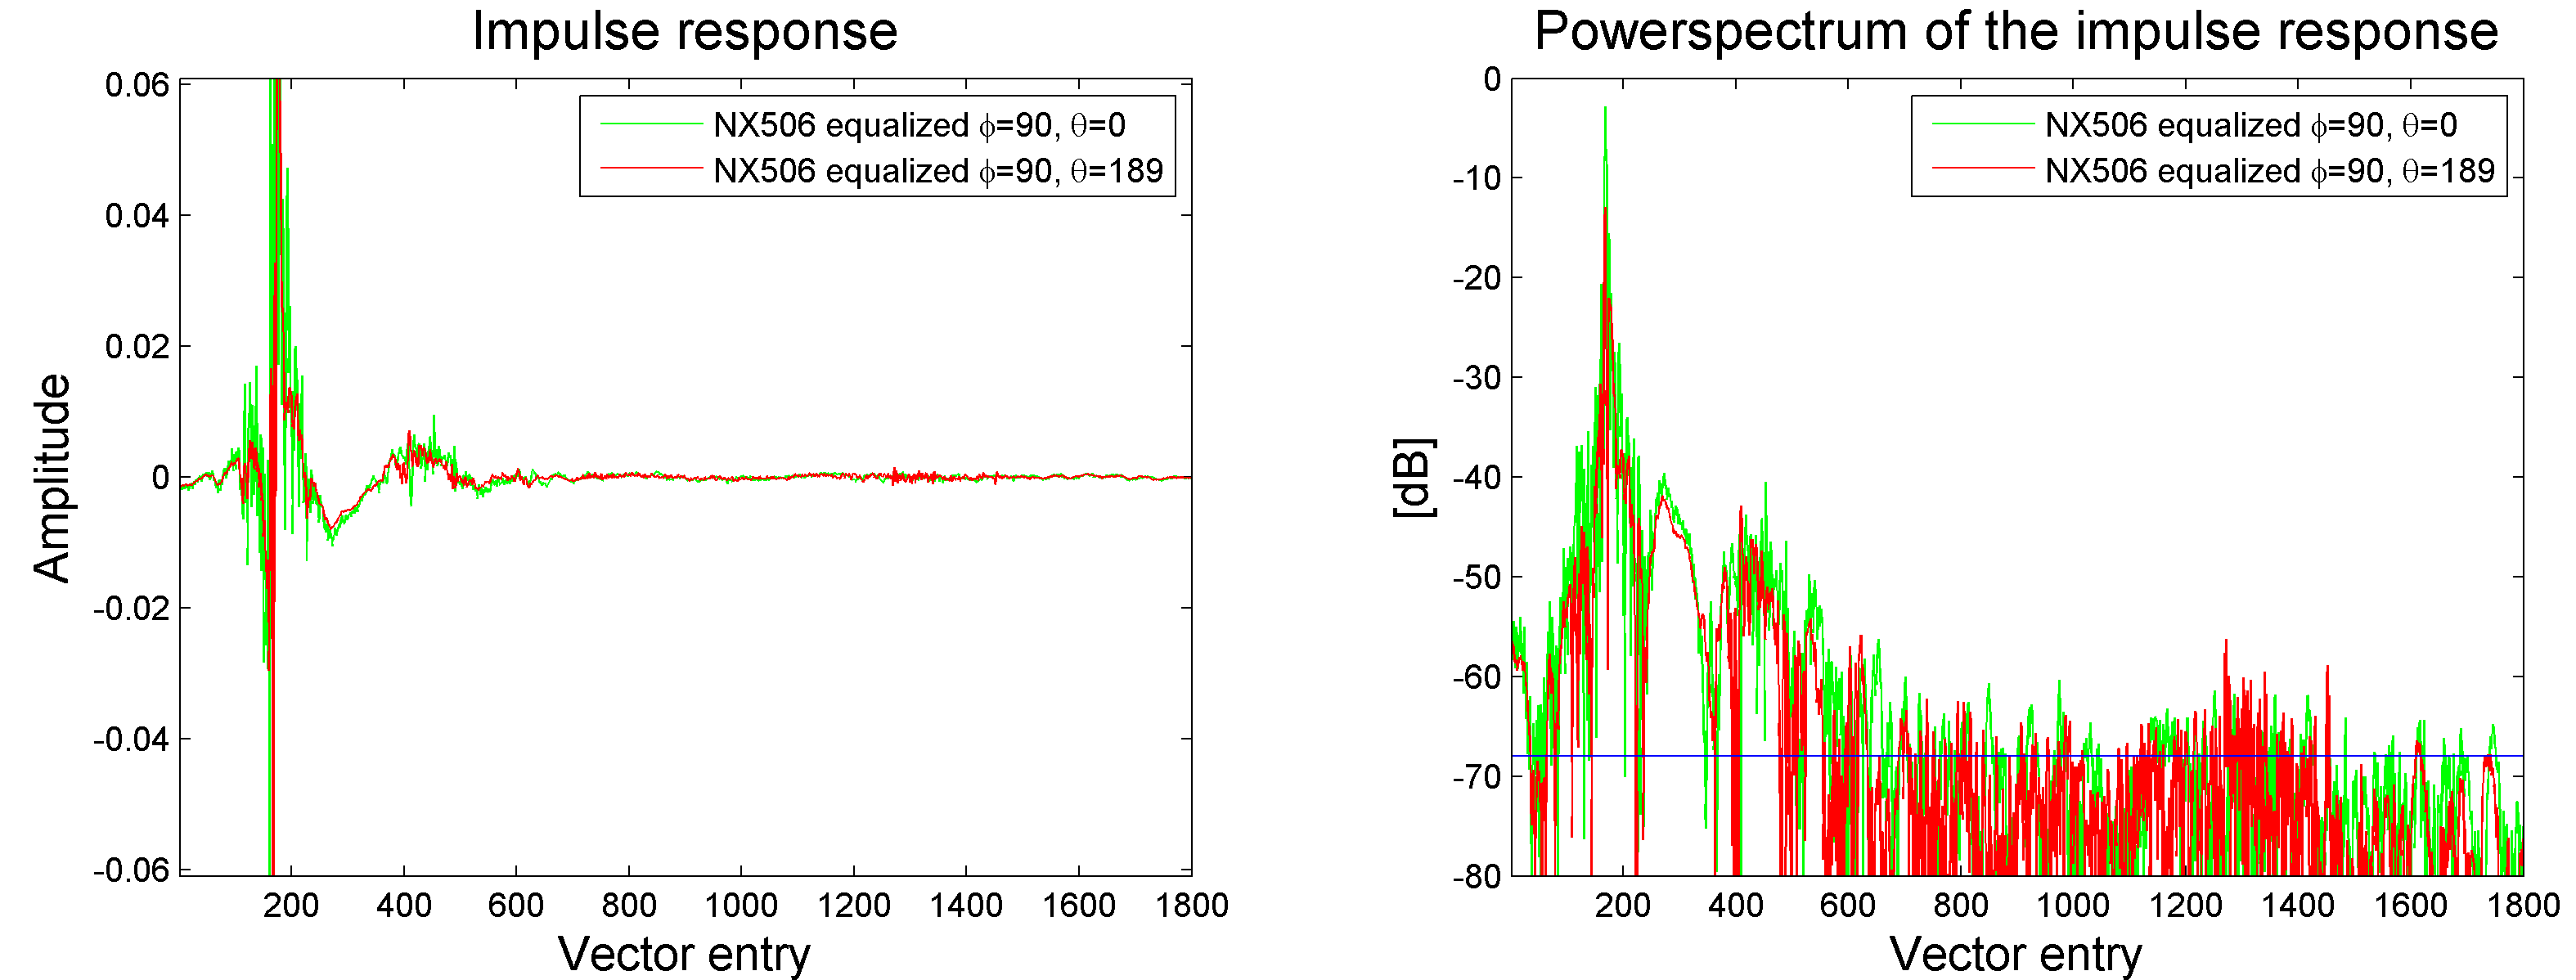 Impulse response
0.06
0.04
0.02
0
-0.02
-0.04
-0.06
Amplitude
NX506 equalized ϕ=90, θ=0
NX506 equalized ϕ=90, θ=189
200 400 600 800 1000 1200 1400 1600 1800
Vector entry
Powerspectrum of the impulse response
0
-10
-20
-30
-40
-50
-60
-70
-80
[dB]
NX506 equalized ϕ=90, θ=0
NX506 equalized ϕ=90, θ=189
200 400 600 800 1000 1200 1400 1600 1800
Vector entry